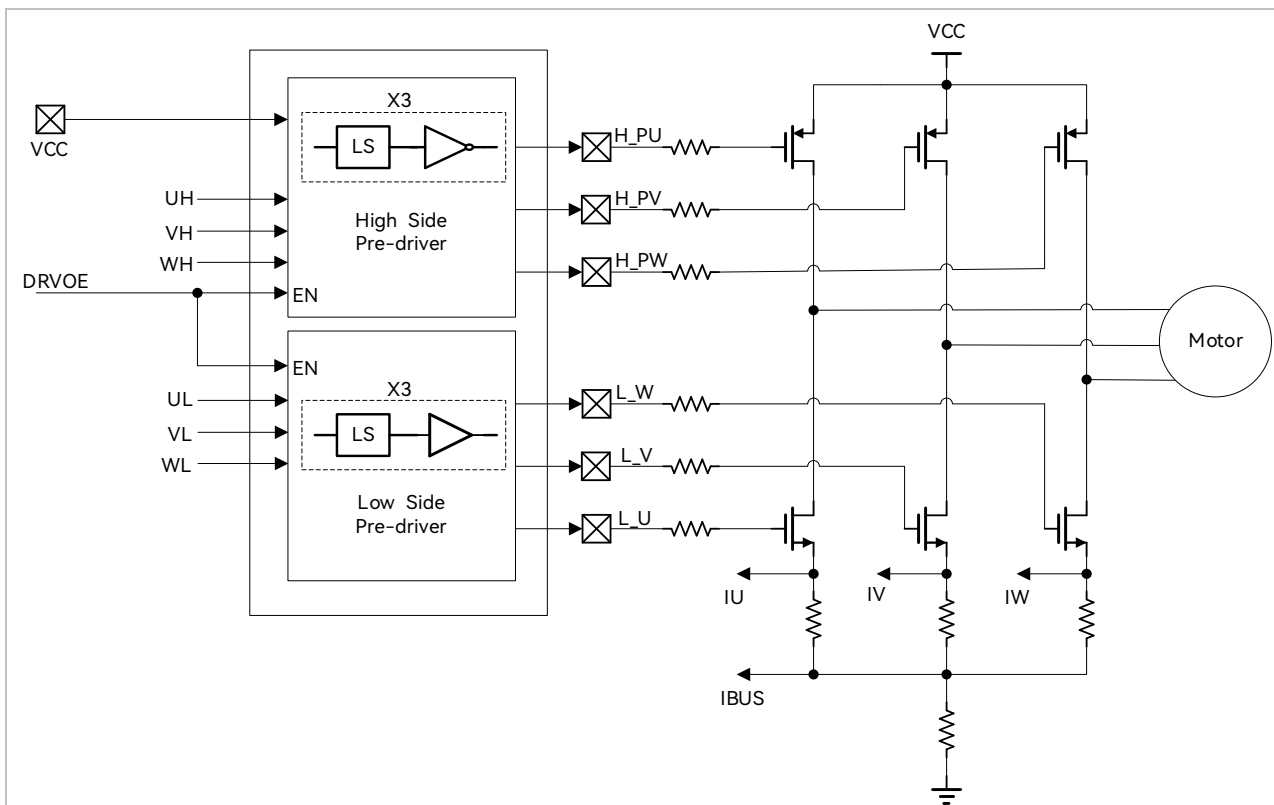 VCC
X3
VCC
LS
H_PU
UH
H_PV
VH
High Side
Pre-driver
WH
H_PW
DRVOE
EN
Motor
EN
X3
UL
L_W
VL
LS
L_V
WL
Low Side
Pre-driver
L_U
IU
IV
IW
IBUS